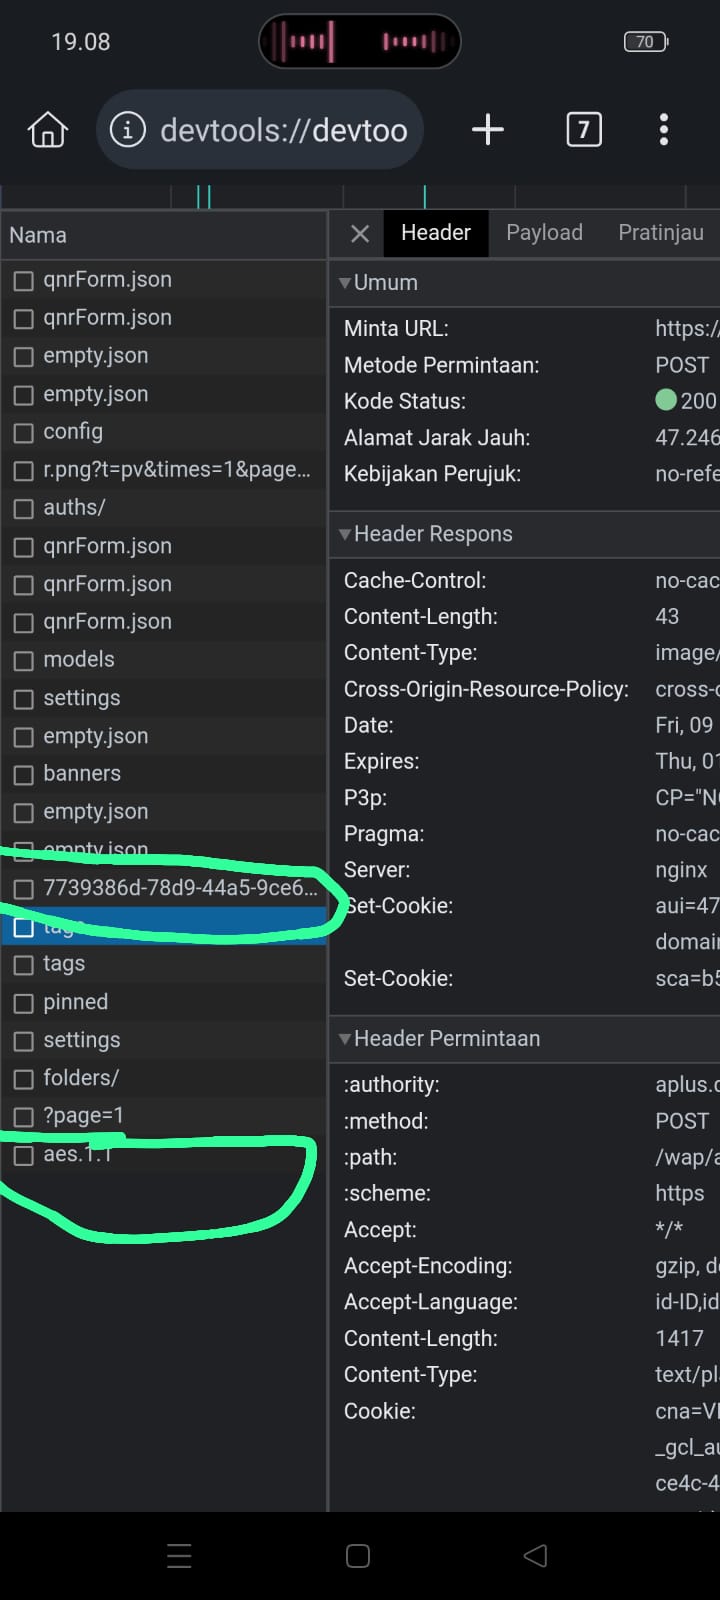 19.08
70
devtools://devtoo
7
Nama
Header
Payload
Pratinjau
qnrForm.json
qnrForm.json
empty.json
empty.json
config
r.png?t=pv&times=1&page...
auths/
qnrForm.json
qnrForm.json
qnrForm.json
models
settings
empty.json
banners
empty.json
empty.json
7739386d-78d9-44a5-9ce6...
tags
tags
pinned
settings
folders/
?page=1
aes.1.1
Umum
Minta URL: https:/
Metode Permintaan: POST
Kode Status: 200
Alamat Jarak Jauh: 47.246
Kebijakan Perujuk: no-refe
Header Respons
Cache-Control: no-cac
Content-Length: 43
Content-Type: image/
Cross-Origin-Resource-Policy: cross-o
Date: Fri, 09
Expires: Thu, 01
P3p: CP="NO
Pragma: no-cac
Server: nginx
Set-Cookie: aui=47
domain
Set-Cookie: sca=b5
Header Permintaan
:authority: aplus.
:method: POST
:path: /wap/a
:scheme: https
Accept: */*
Accept-Encoding: gzip, d
Accept-Language: id-ID,id
Content-Length: 1417
Content-Type: text/pl
Cookie: cna=V
_gcl_au
ce4c-4